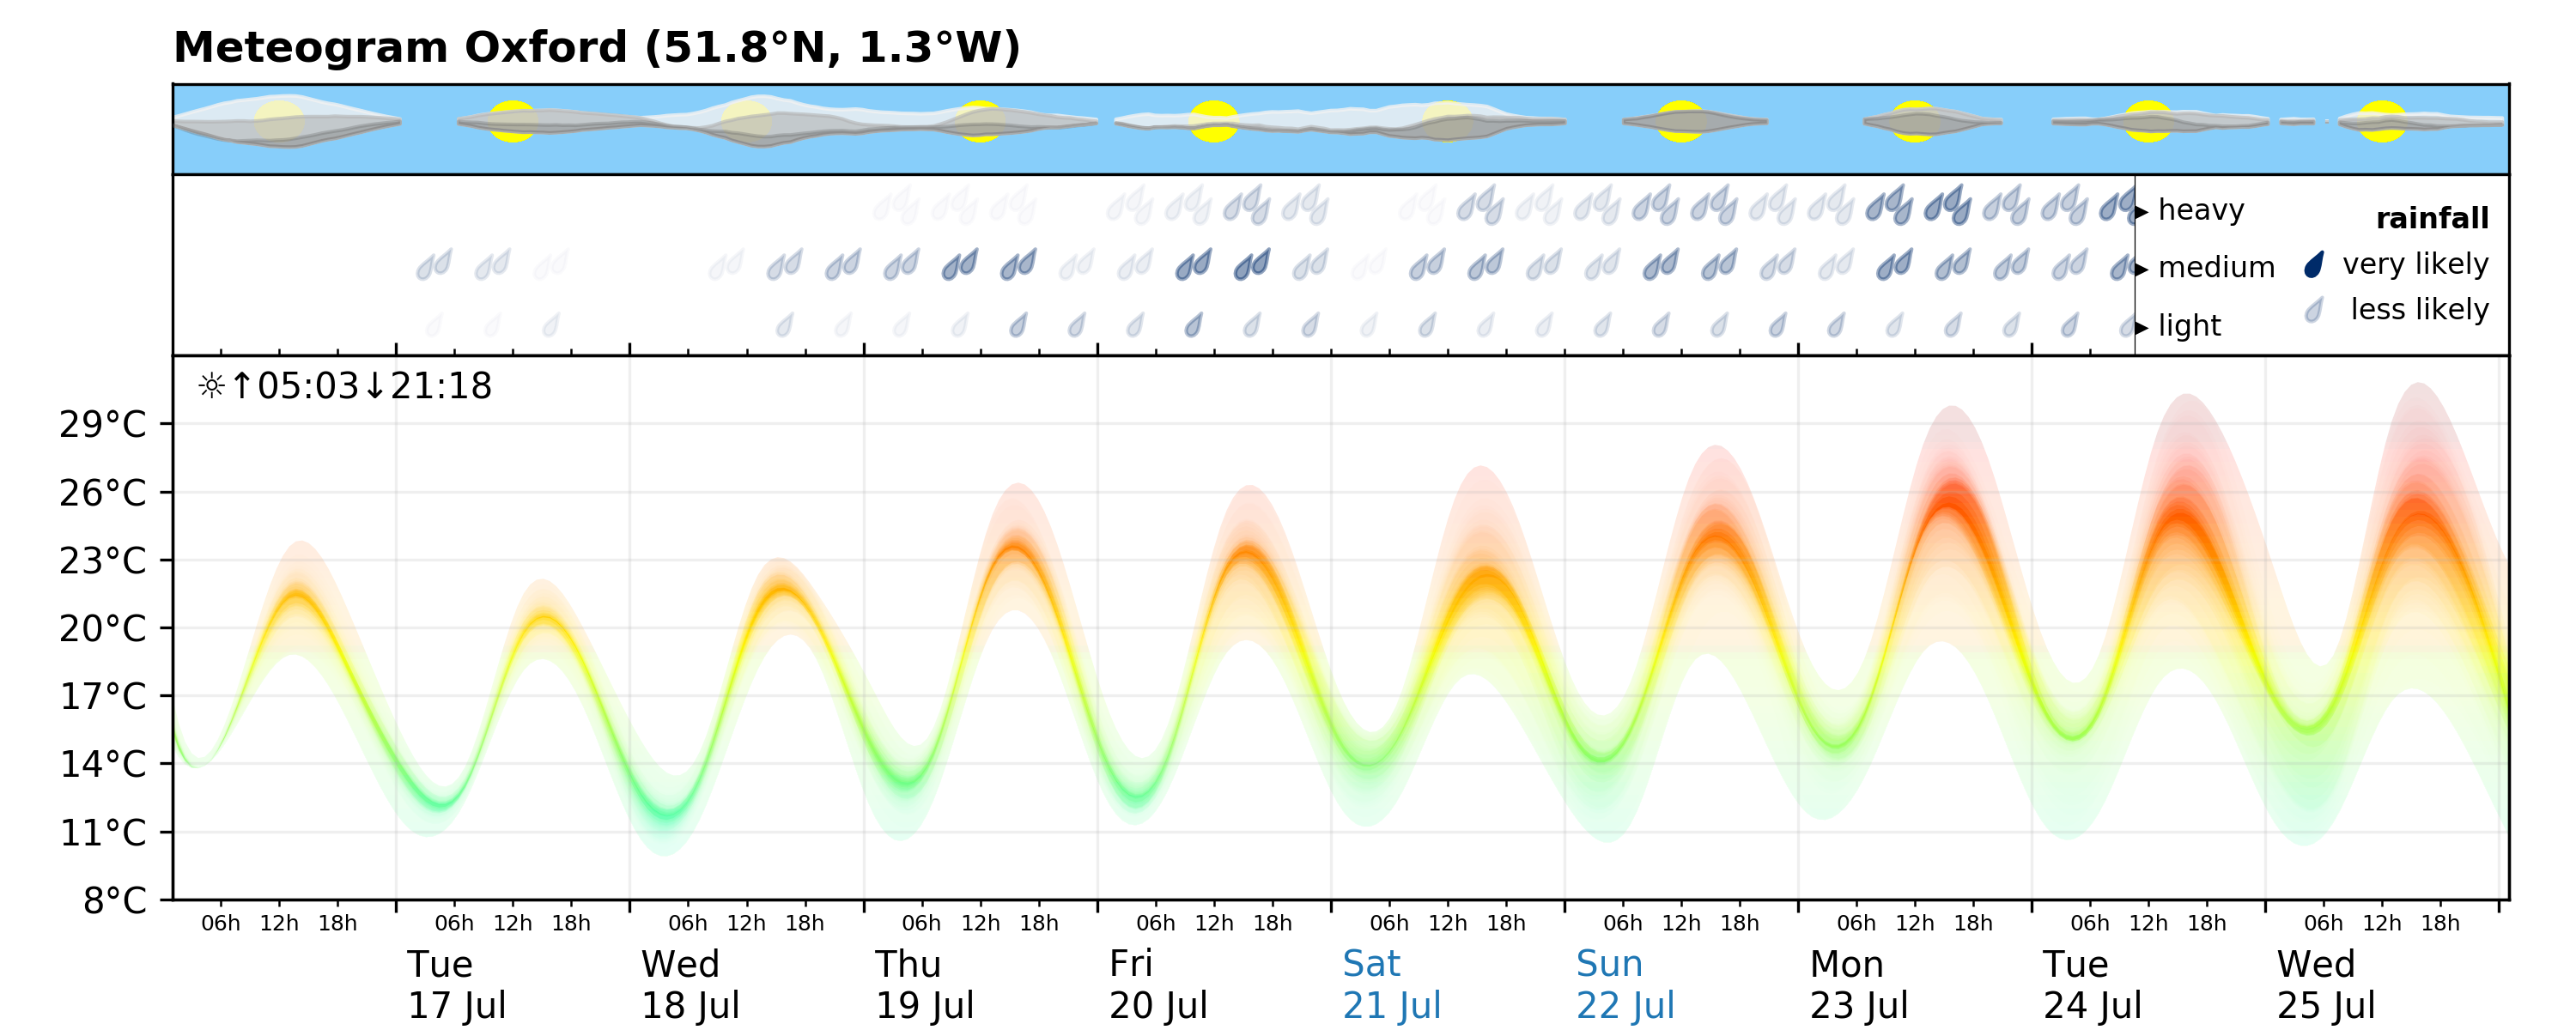 Meteogram Oxford (51.8°N, 1.3°W)
▸ heavy
rainfall
▸ medium
very likely
less likely
▸ light
☼↑05:03↓21:18
29°C
26°C
23°C
20°C
17°C
14°C
11°C
8°C
06h 12h 18h 06h 12h 18h 06h 12h 18h 06h 12h 18h 06h 12h 18h 06h 12h 18h 06h 12h 18h 06h 12h 18h 06h 12h 18h 06h 12h 18h
Tue Wed Thu Fri Sat Sun Mon Tue Wed
17 Jul 18 Jul 19 Jul 20 Jul 21 Jul 22 Jul 23 Jul 24 Jul 25 Jul